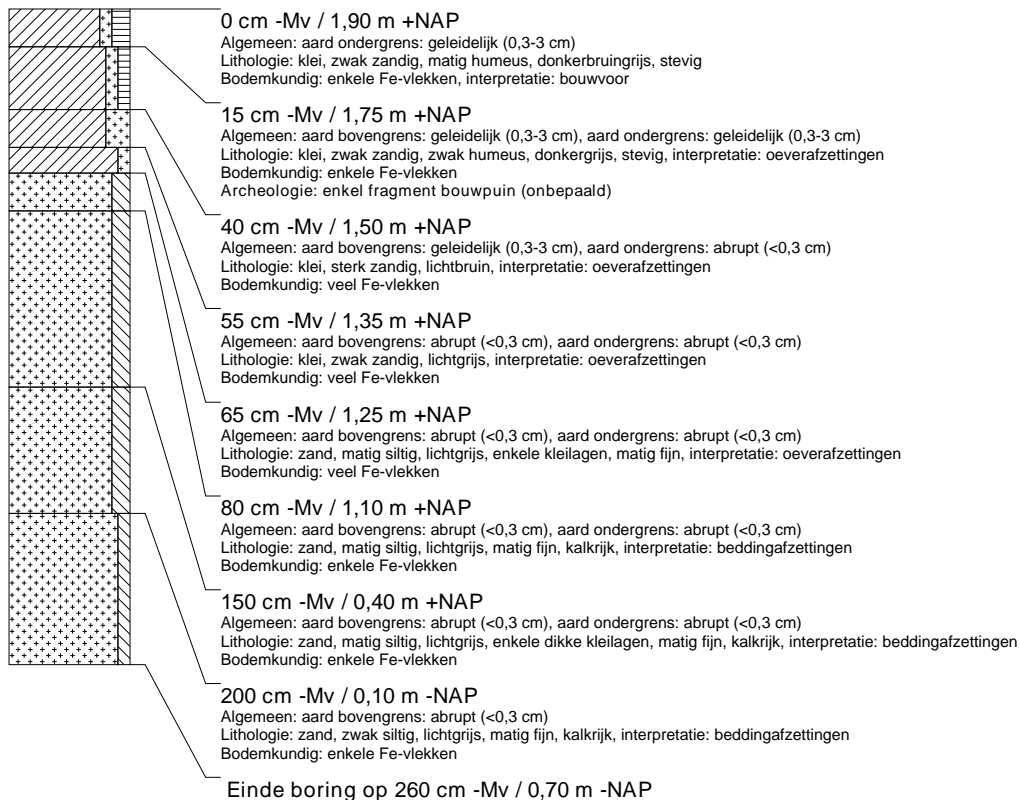 0 cm -Mv / 1,90 m +NAP
Algemeen: aard ondergrens: geleidelijk (0,3-3 cm)
Lithologie: klei, zwak zandig, matig humeus, donkerbruingrijs, stevig
Bodemkundig: enkele Fe-vlekken, interpretatie: bouwvoor
15 cm -Mv / 1,75 m +NAP
Algemeen: aard bovengrens: geleidelijk (0,3-3 cm), aard ondergrens: geleidelijk (0,3-3 cm)
Lithologie: klei, zwak zandig, zwak humeus, donkergrijs, stevig, interpretatie: oeverafzettingen
Bodemkundig: enkele Fe-vlekken
Archeologie: enkel fragment bouwpuin (onbepaald)
40 cm -Mv / 1,50 m +NAP
Algemeen: aard bovengrens: geleidelijk (0,3-3 cm), aard ondergrens: abrupt (<0,3 cm)
Lithologie: klei, sterk zandig, lichtbruin, interpretatie: oeverafzettingen
Bodemkundig: veel Fe-vlekken
55 cm -Mv / 1,35 m +NAP
Algemeen: aard bovengrens: abrupt (<0,3 cm), aard ondergrens: abrupt (<0,3 cm)
Lithologie: klei, zwak zandig, lichtgrijs, interpretatie: oeverafzettingen
Bodemkundig: veel Fe-vlekken
65 cm -Mv / 1,25 m +NAP
Algemeen: aard bovengrens: abrupt (<0,3 cm), aard ondergrens: abrupt (<0,3 cm)
Lithologie: zand, matig siltig, lichtgrijs, enkele kleilagen, matig fijn, interpretatie: oeverafzettingen
Bodemkundig: veel Fe-vlekken
80 cm -Mv / 1,10 m +NAP
Algemeen: aard bovengrens: abrupt (<0,3 cm), aard ondergrens: abrupt (<0,3 cm)
Lithologie: zand, matig siltig, lichtgrijs, matig fijn, kalkrijk, interpretatie: beddingafzettingen
Bodemkundig: enkele Fe-vlekken
150 cm -Mv / 0,40 m +NAP
Algemeen: aard bovengrens: abrupt (<0,3 cm), aard ondergrens: abrupt (<0,3 cm)
Lithologie: zand, matig siltig, lichtgrijs, enkele dikke kleilagen, matig fijn, kalkrijk, interpretatie: beddingafzettingen
Bodemkundig: enkele Fe-vlekken
200 cm -Mv / 0,10 m -NAP
Algemeen: aard bovengrens: abrupt (<0,3 cm)
Lithologie: zand, zwak siltig, lichtgrijs, matig fijn, kalkrijk, interpretatie: beddingafzettingen
Bodemkundig: enkele Fe-vlekken
Einde boring op 260 cm -Mv / 0,70 m -NAP